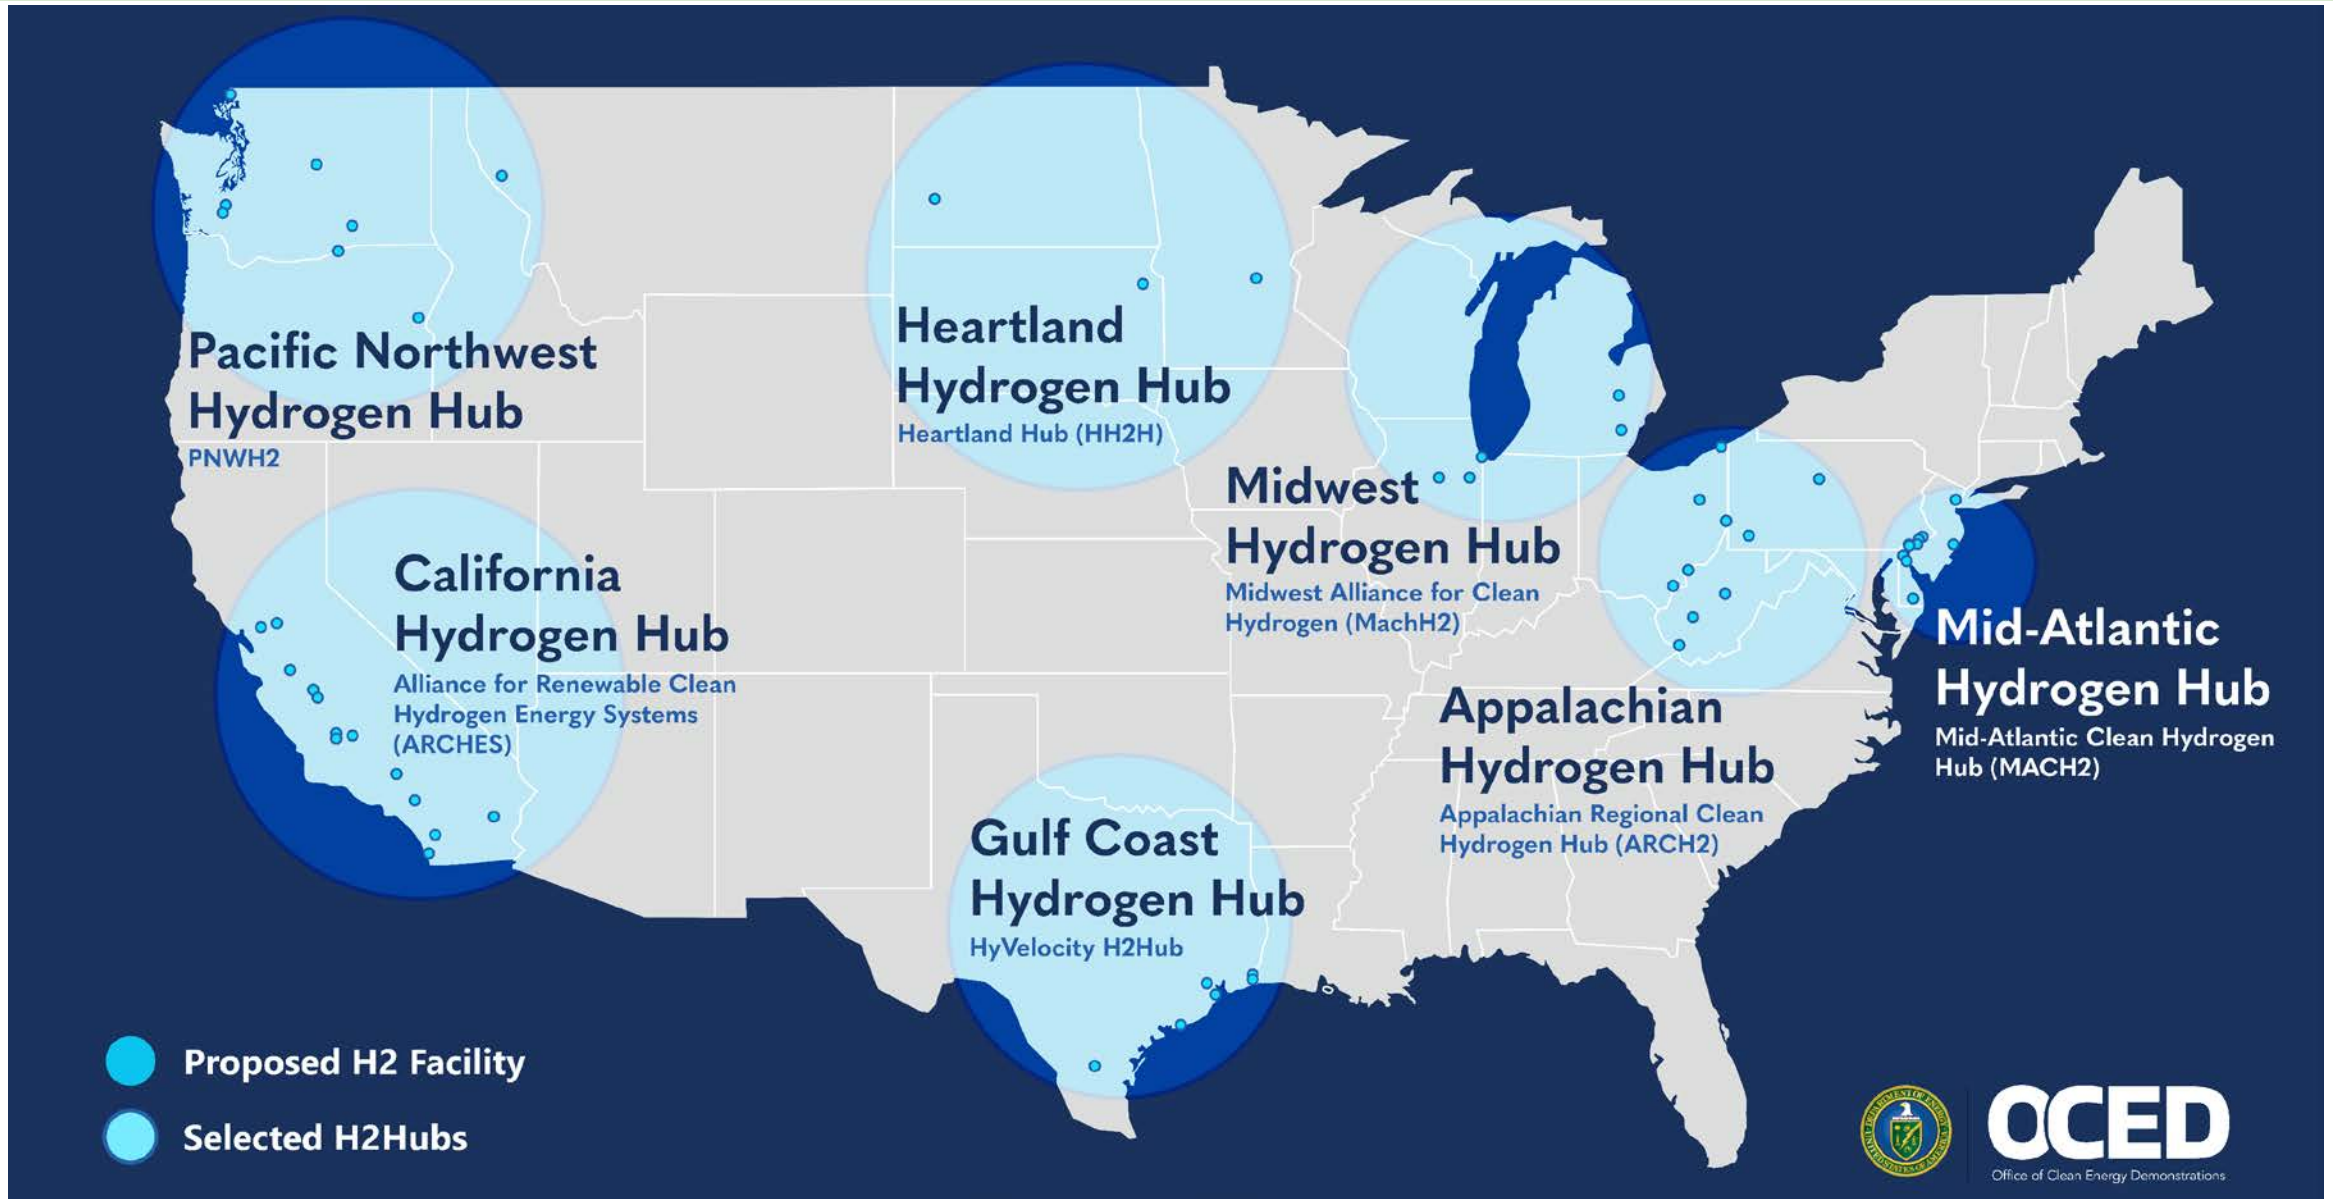 Pacific Northwest
Hydrogen Hub
PNWH2
Heartland
Hydrogen Hub
Heartland Hub (HH2H)
Midwest
Hydrogen Hub
Midwest Alliance for Clean
Hydrogen (MachH2)
California
Hydrogen Hub
Alliance for Renewable Clean
Hydrogen Energy Systems
(ARCHES)
Mid-Atlantic
Hydrogen Hub
Mid-Atlantic Clean Hydrogen
Hub (MACH2)
Appalachian
Hydrogen Hub
Appalachian Regional Clean
Hydrogen Hub (ARCH2)
Gulf Coast
Hydrogen Hub
HyVelocity H2Hub
Proposed H2 Facility
Selected H2Hubs
OCED
Office of Clean Energy Demonstrations